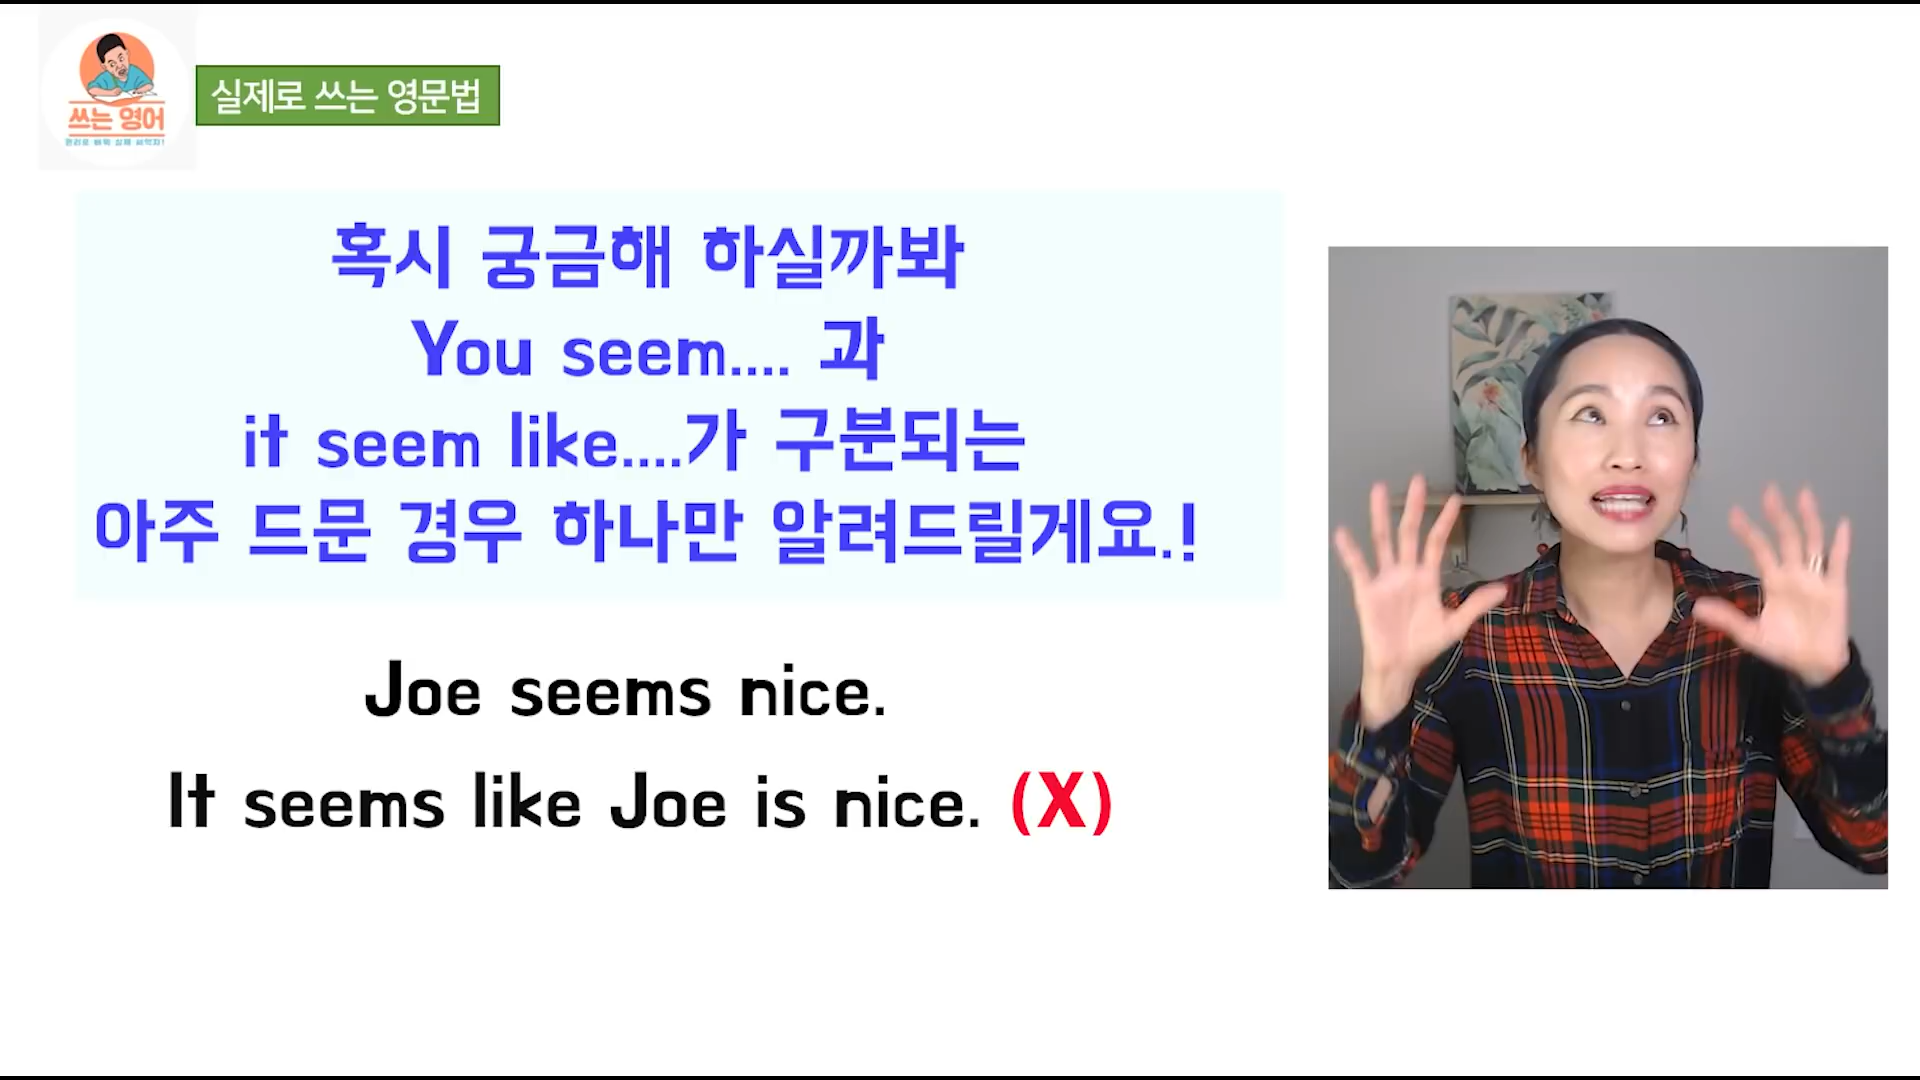 쓰는 영어
실제로 쓰는 영문법
혹시 궁금해 하실까봐
You seem.... 과
it seem like....가 구분되는
아주 드문 경우 하나만 알려드릴게요.!
Joe seems nice.
It seems like Joe is nice. (X)